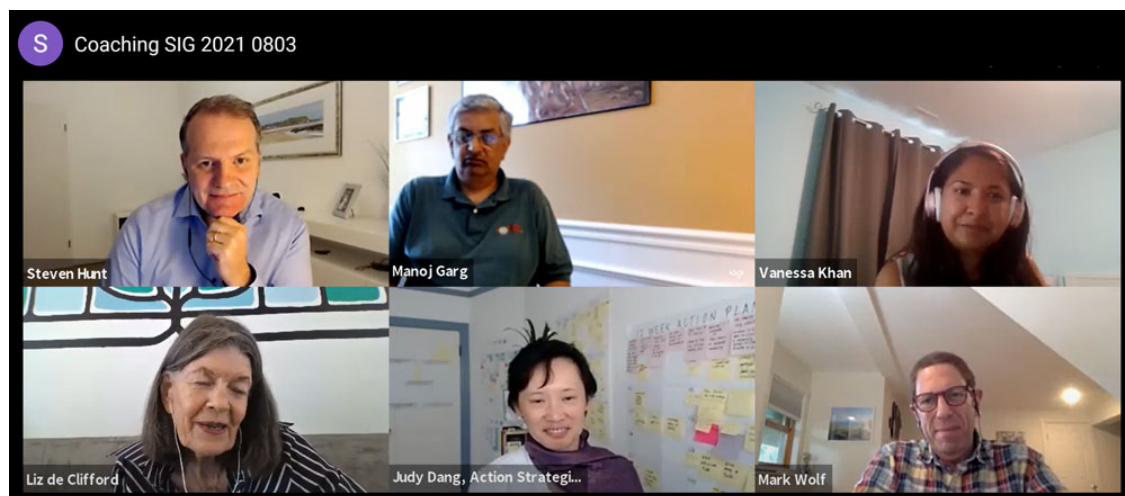 S
Coaching SIG 2021 0803
Steven Hunt
Manoj Garg
Vanessa Khan
WEEK ACTION PLAN
Liz de Clifford
Judy Dang, Action Strategi...
Mark Wolf